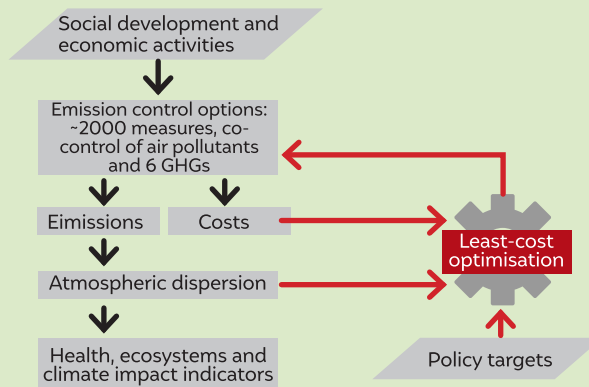 Social development and
economic activities
Emission control options:
~2000 measures, co-
control of air pollutants
and 6 GHGs
Eimissions
Costs
Least-cost
optimisation
Atmospheric dispersion
Health, ecosystems and
climate impact indicators
Policy targets